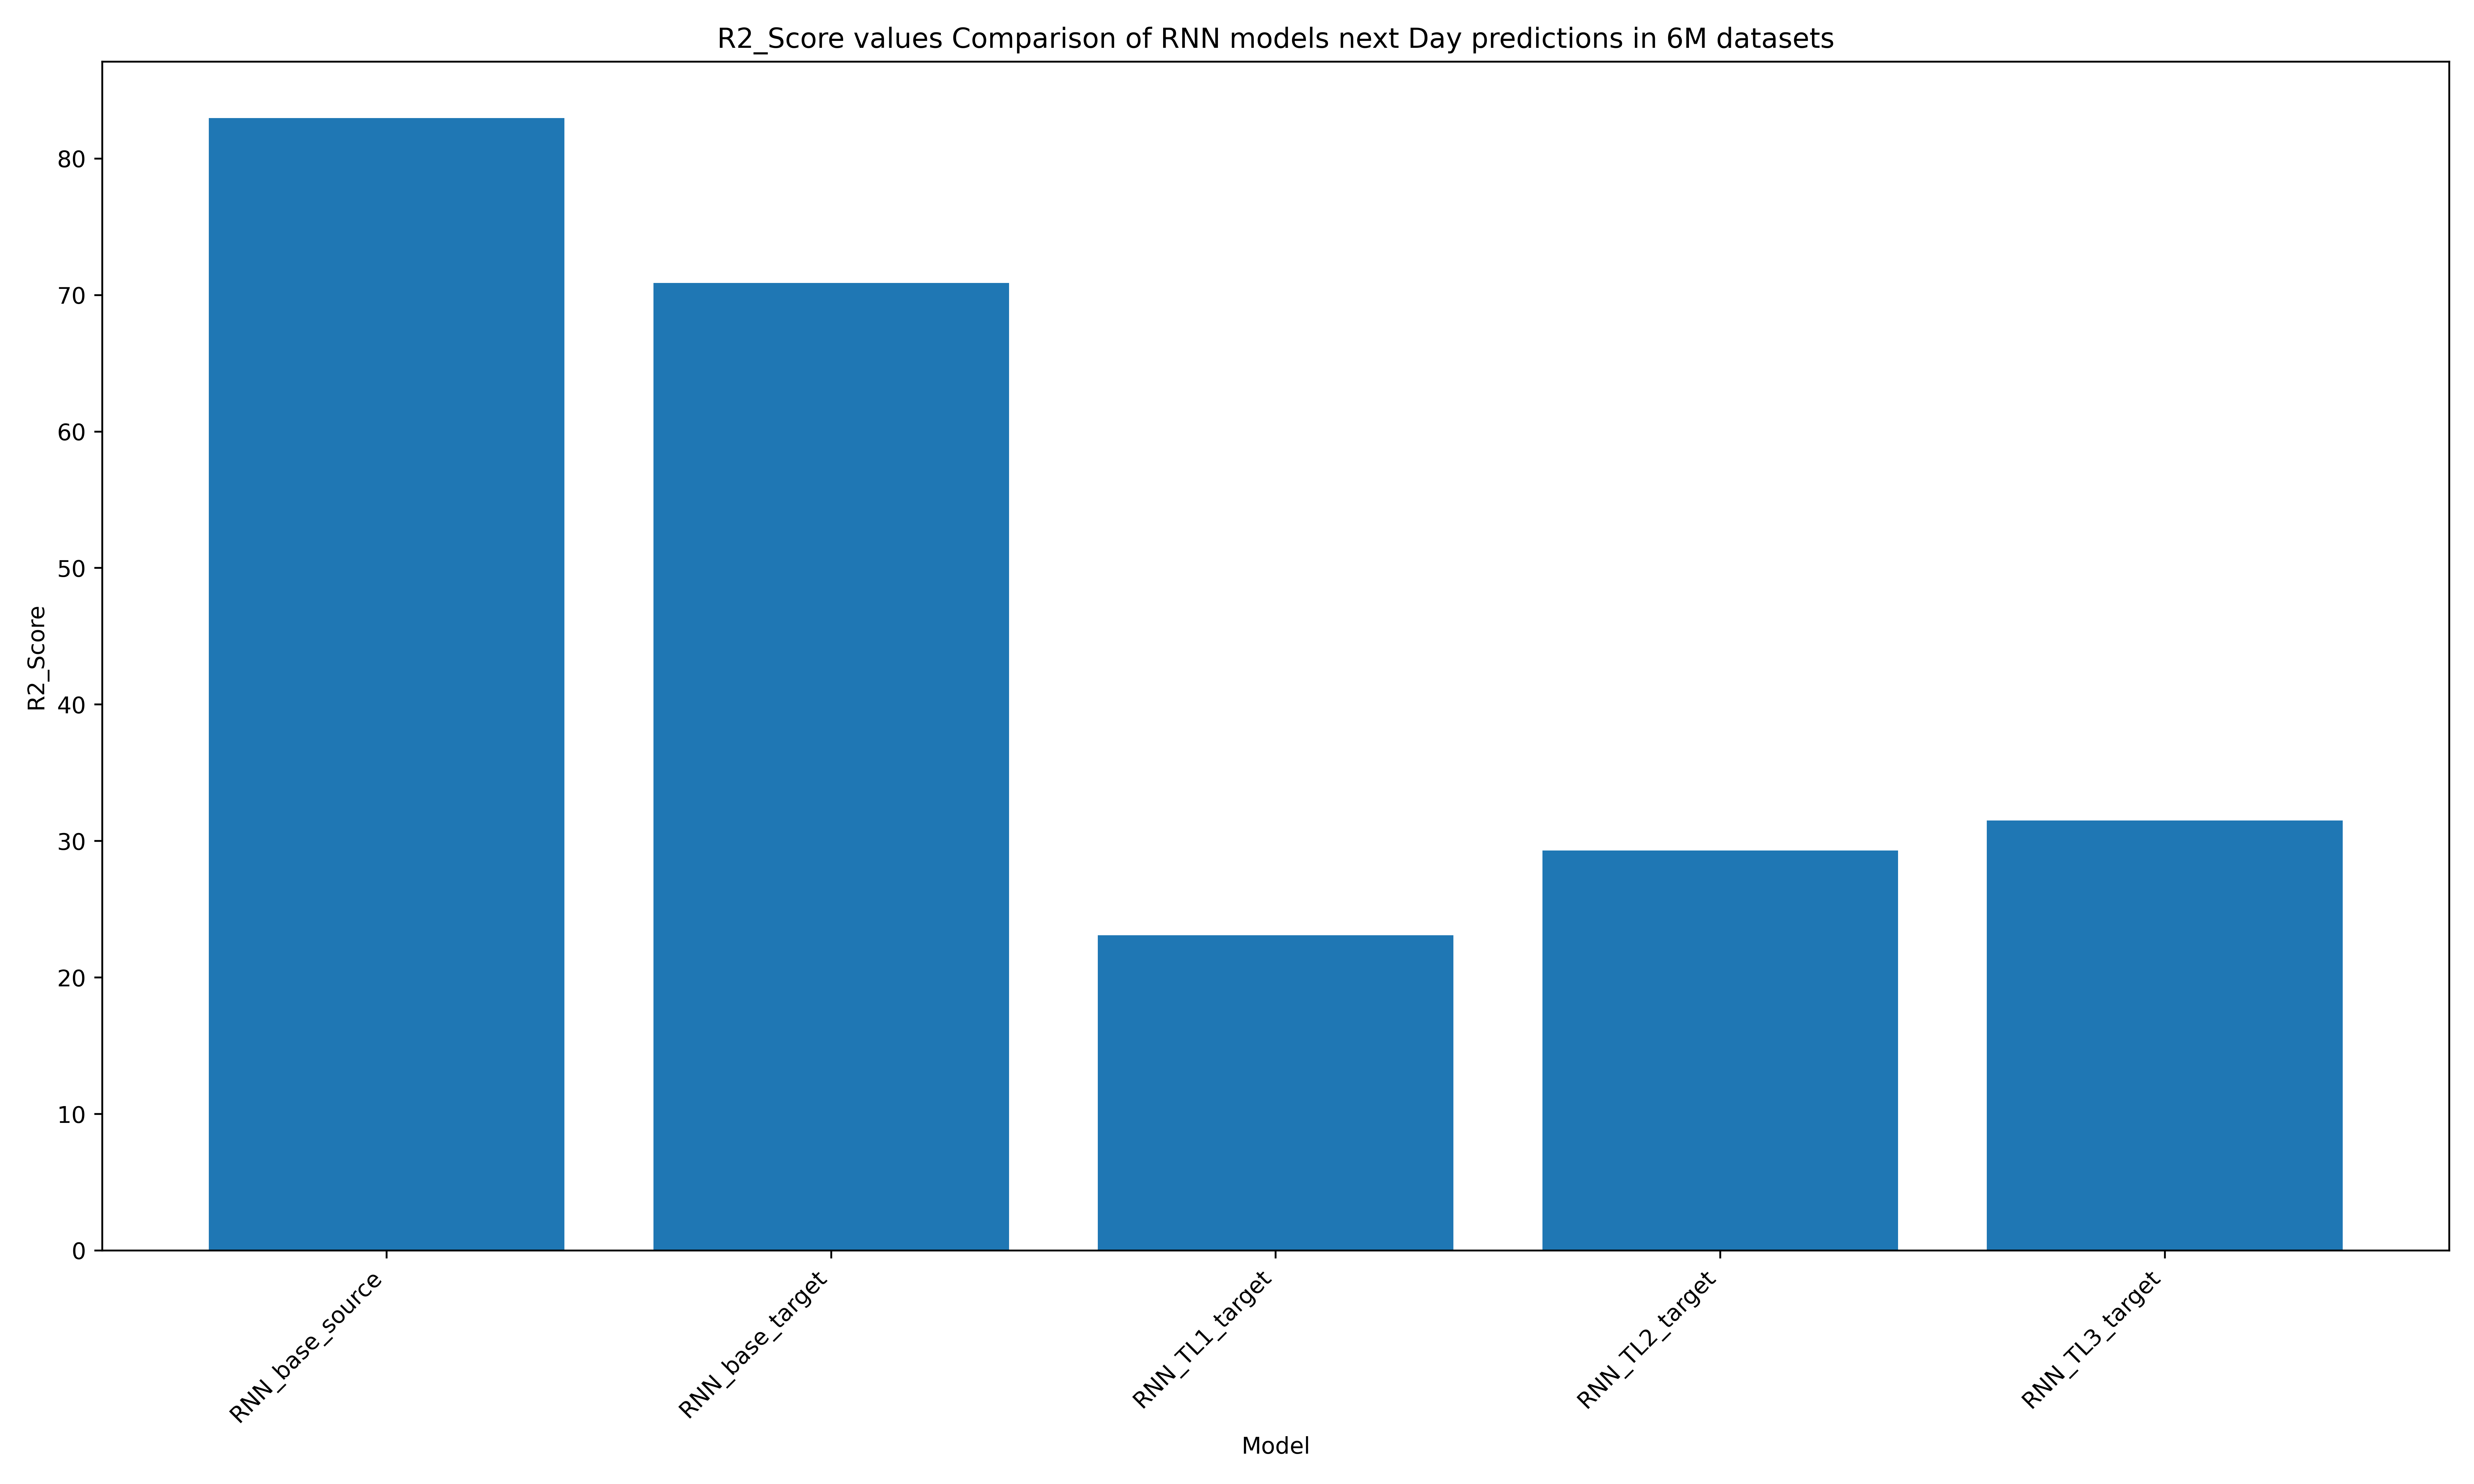 R2_Score values Comparison of RNN models next Day predictions in 6M datasets
R2_Score
80
70
60
50
40
30
20
10
0
RNN_base_source
RNN_base_target
RNN_TL1_target
RNN_TL2_target
RNN_TL3_target
Model